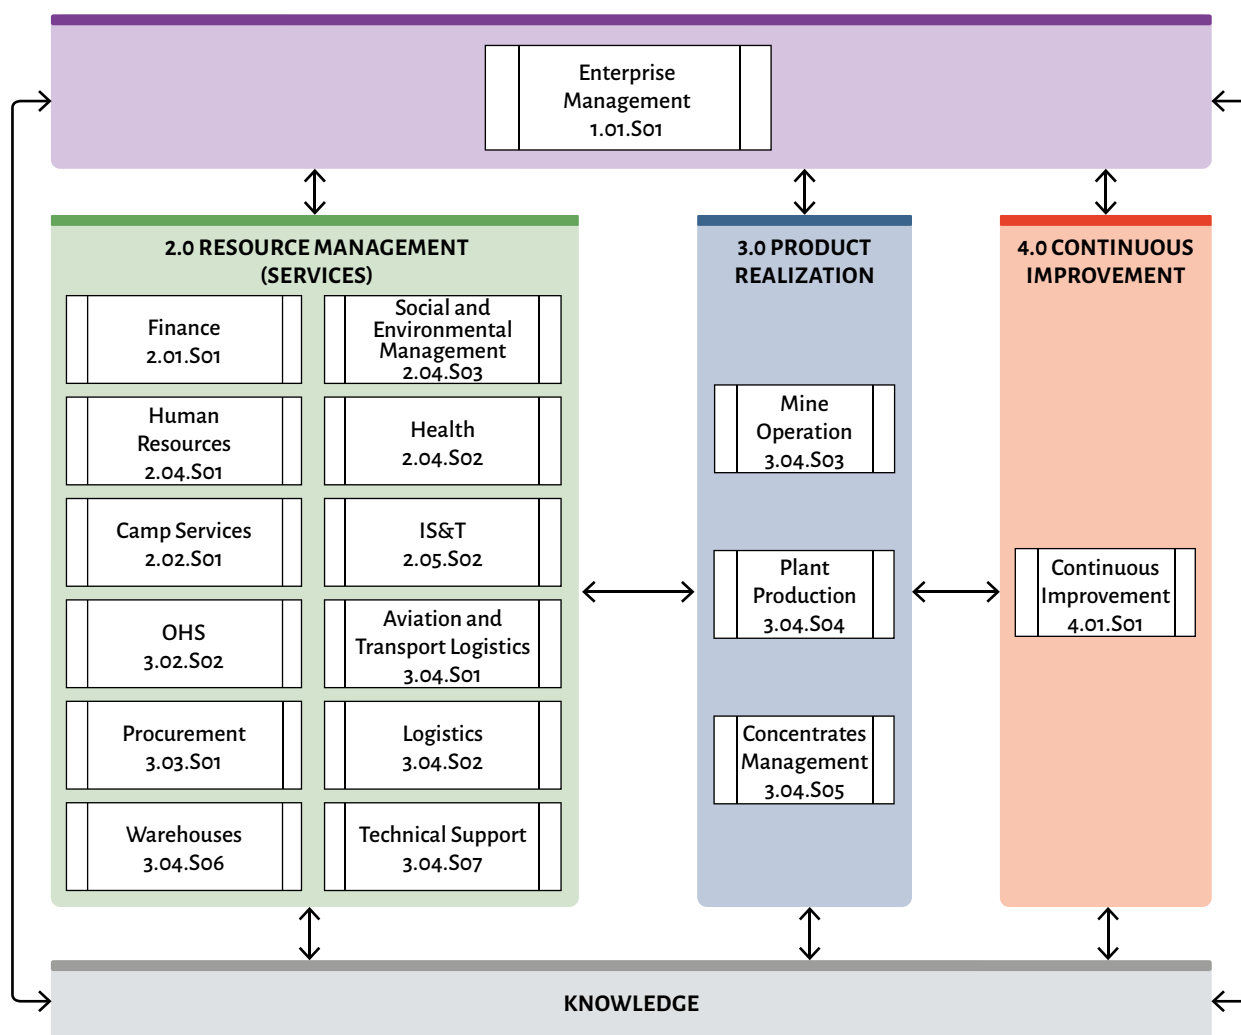 Enterprise
Management
1.01.S01
2.0 RESOURCE MANAGEMENT
(SERVICES)
Finance
2.01.S01
Social and
Environmental
Management
2.04.S03
Human
Resources
2.04.S01
Health
2.04.S02
Camp Services
2.02.S01
IS&T
2.05.S02
OHS
3.02.S02
Aviation and
Transport Logistics
3.04.S01
Procurement
3.03.S01
Logistics
3.04.S02
Warehouses
3.04.S06
Technical Support
3.04.S07
3.0 PRODUCT
REALIZATION
Mine
Operation
3.04.S03
Plant
Production
3.04.S04
Concentrates
Management
3.04.S05
4.0 CONTINUOUS
IMPROVEMENT
Continuous
Improvement
4.01.S01
KNOWLEDGE